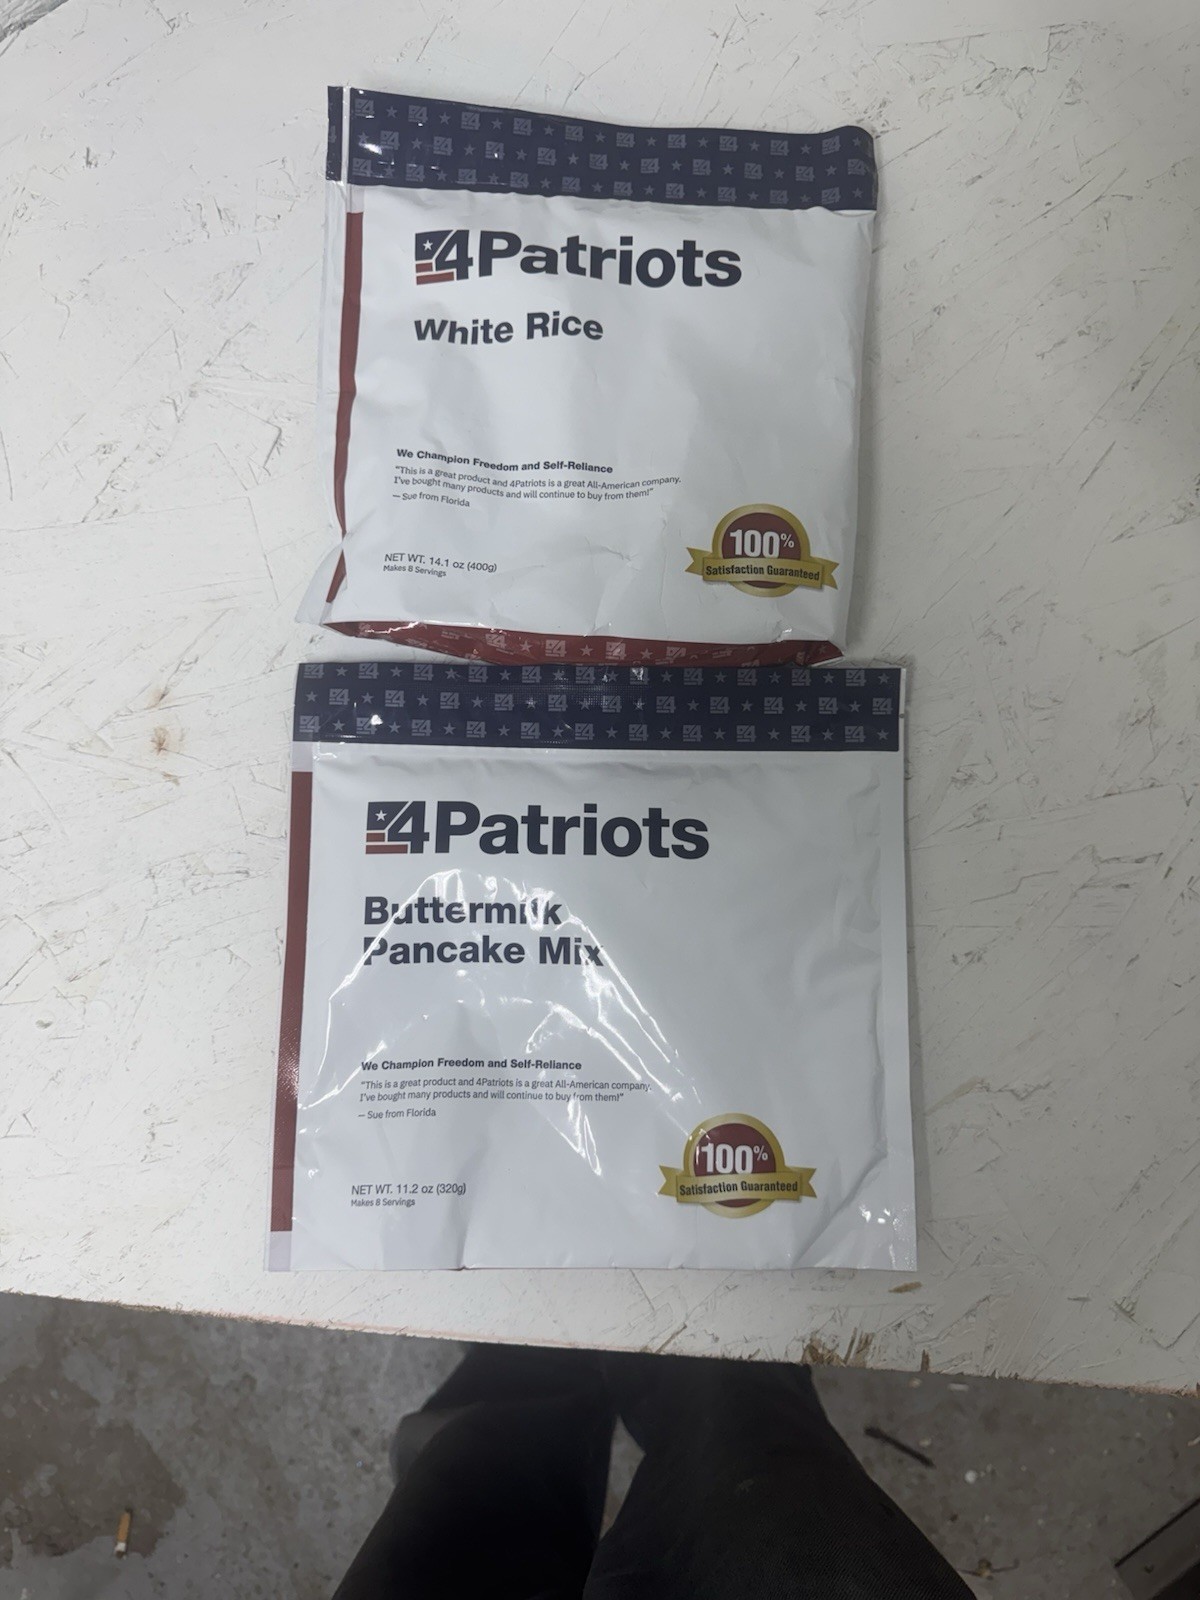 4Patriots
White Rice
We Champion Freedom and Self-Reliance
"This is a great product and 4Patriots is a great All-American company.
I've bought many products and will continue to buy from them!"
— Sue from Florida
NET WT. 14.1 oz (400g)
Makes 8 Servings
100%
Satisfaction Guaranteed
4Patriots
Buttermilk
Pancake Mix
We Champion Freedom and Self-Reliance
"This is a great product and 4Patriots is a great All-American company.
I've bought many products and will continue to buy from them!"
— Sue from Florida
NET WT. 11.2 oz (320g)
Makes 8 Servings
100%
Satisfaction Guaranteed